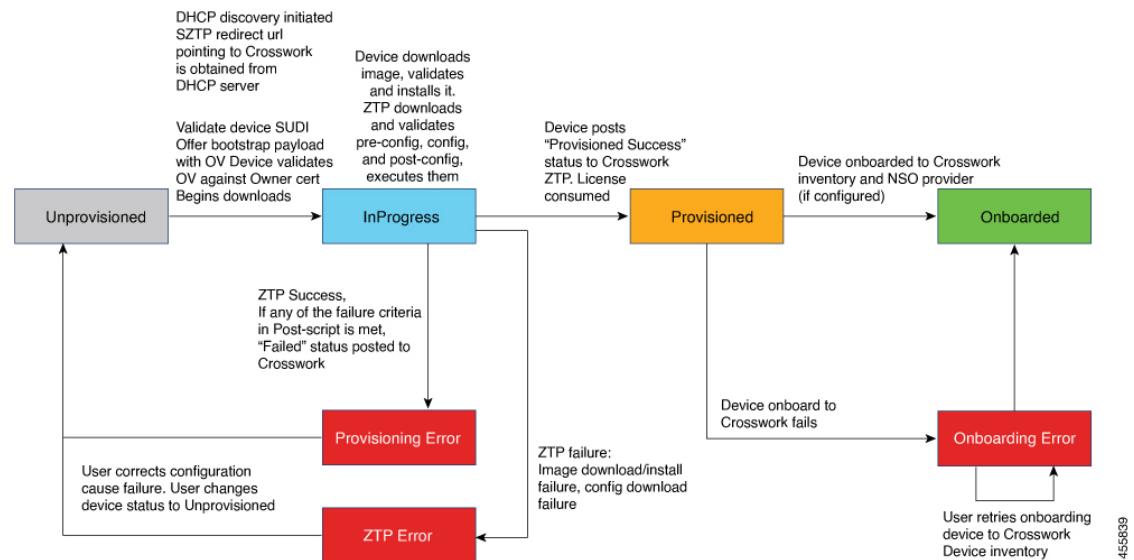 DHCP discovery initiated
SZTP redirect url
pointing to Crosswork
is obtained from
DHCP server
Validate device SUDI
Offer bootstrap payload
with OV Device validates
OV against Owner cert
Begins downloads
Device downloads
image, validates
and installs it.
ZTP downloads
and validates
pre-config, config,
and post-config,
executes them
Device posts
“Provisioned Success”
status to Crosswork
ZTP. License
consumed
Device onboarded to Crosswork
inventory and NSO provider
(if configured)
Unprovisioned
InProgress
Provisioned
Onboarded
ZTP Success,
If any of the failure criteria
in Post-script is met,
“Failed” status posted to
Crosswork
Device onboard to
Crosswork fails
Provisioning Error
Onboarding Error
User corrects configuration
cause failure. User changes
device status to Unprovisioned
ZTP failure:
Image download/install
failure, config download
failure
ZTP Error
User retries onboarding
device to Crosswork
Device inventory
455839